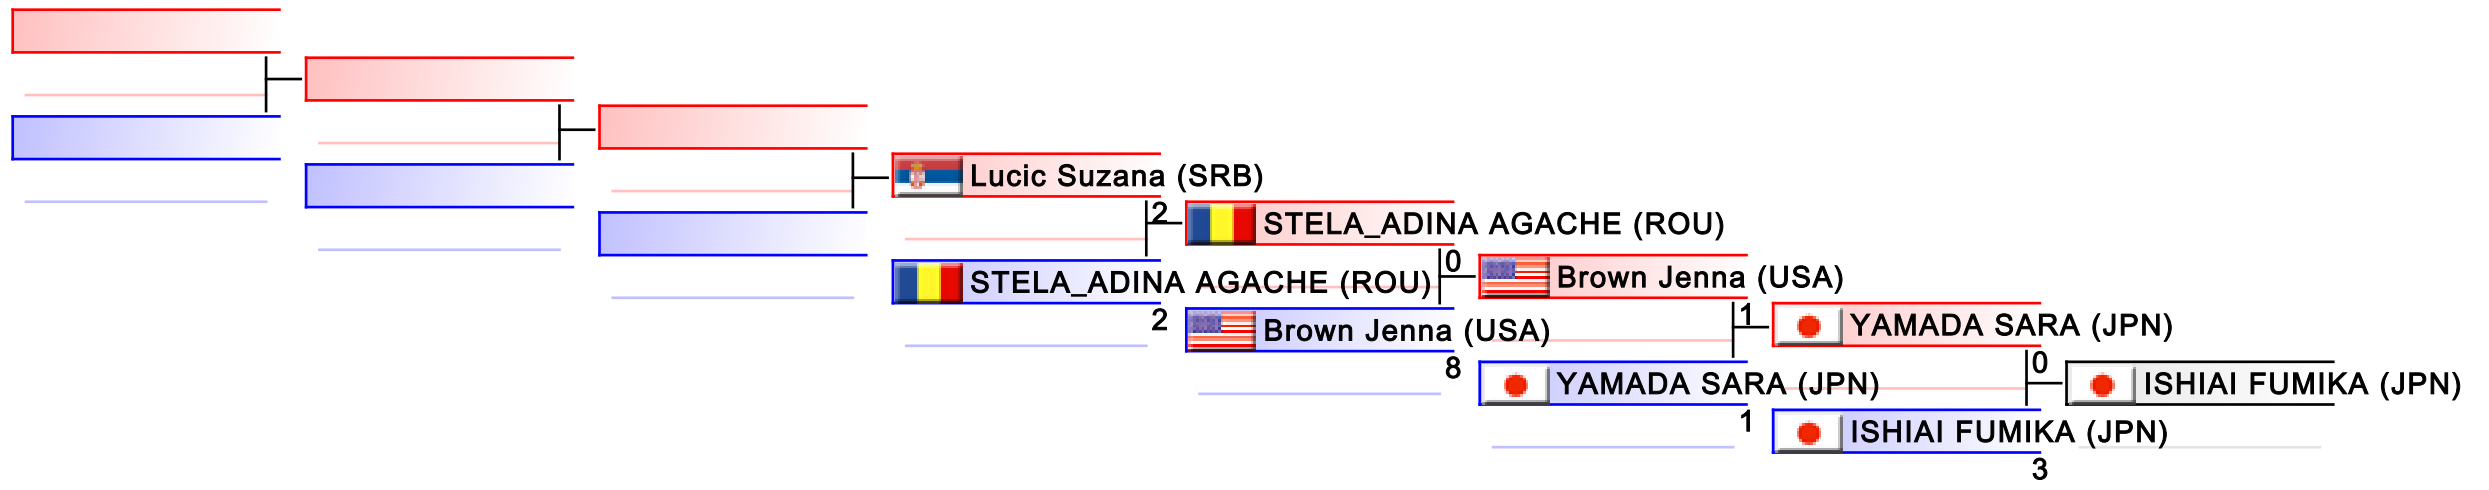 Lucic Suzana (SRB)
2
STELA_ADINA AGACHE (ROU)
STELA_ADINA AGACHE (ROU)
2
0
Brown Jenna (USA)
Brown Jenna (USA)
8
1
YAMADA SARA (JPN)
YAMADA SARA (JPN)
1
0
ISHIAI FUMIKA (JPN)
ISHIAI FUMIKA (JPN)
3